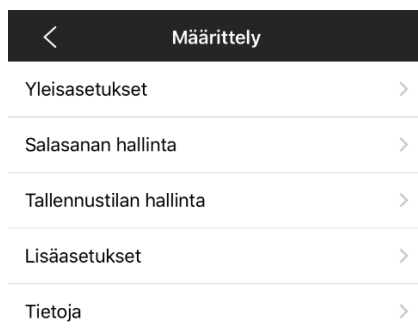 Määrittely
Yleisasetukset
Salasanan hallinta
Tallennustilan hallinta
Lisäasetukset
Tietoja